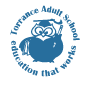 Torrance Adult School
education that works